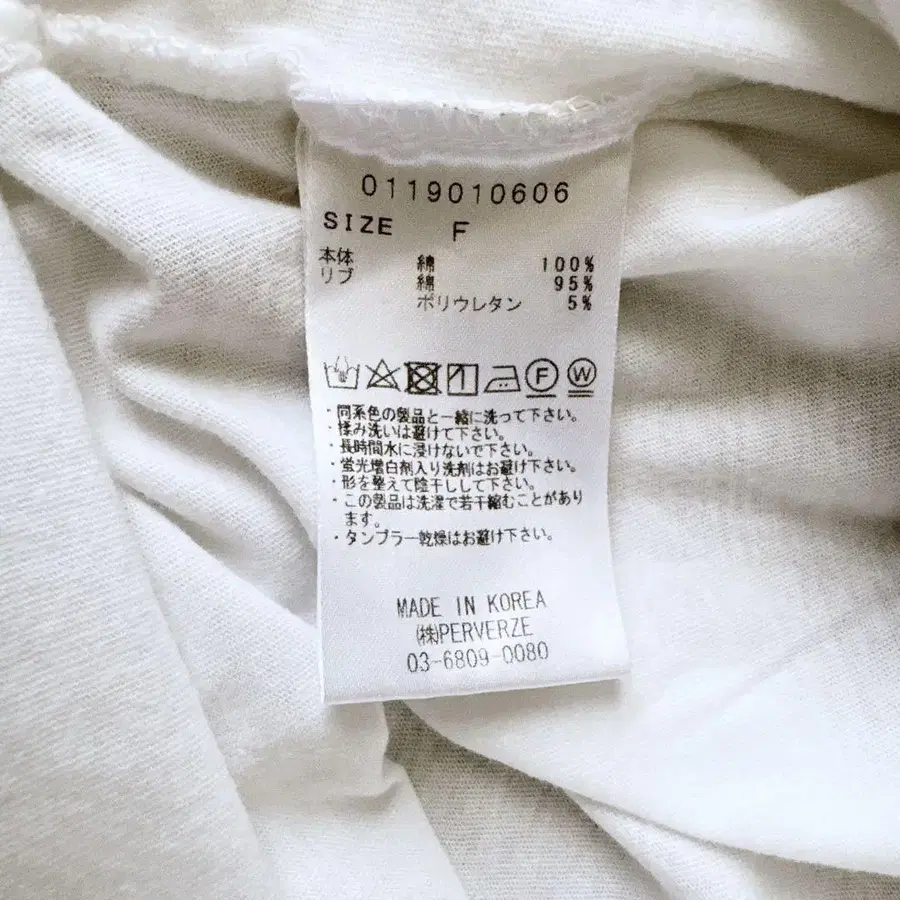 0119010606
SIZE F
本体 綿 100%
リブ 綿 95%
ポリウレタン 5%
F W
・同系色の製品と一緒に洗って下さい。
・揉み洗いは避けて下さい。
・長時間水に浸けないで下さい。
・蛍光増白剤入り洗剤はお避け下さい。
・形を整えて陰干しして下さい。
・この製品は洗濯で若干縮むことがあり
ます。
・タンブラー乾燥はお避け下さい。
MADE IN KOREA
㈱PERVERZE
03-6809-0080